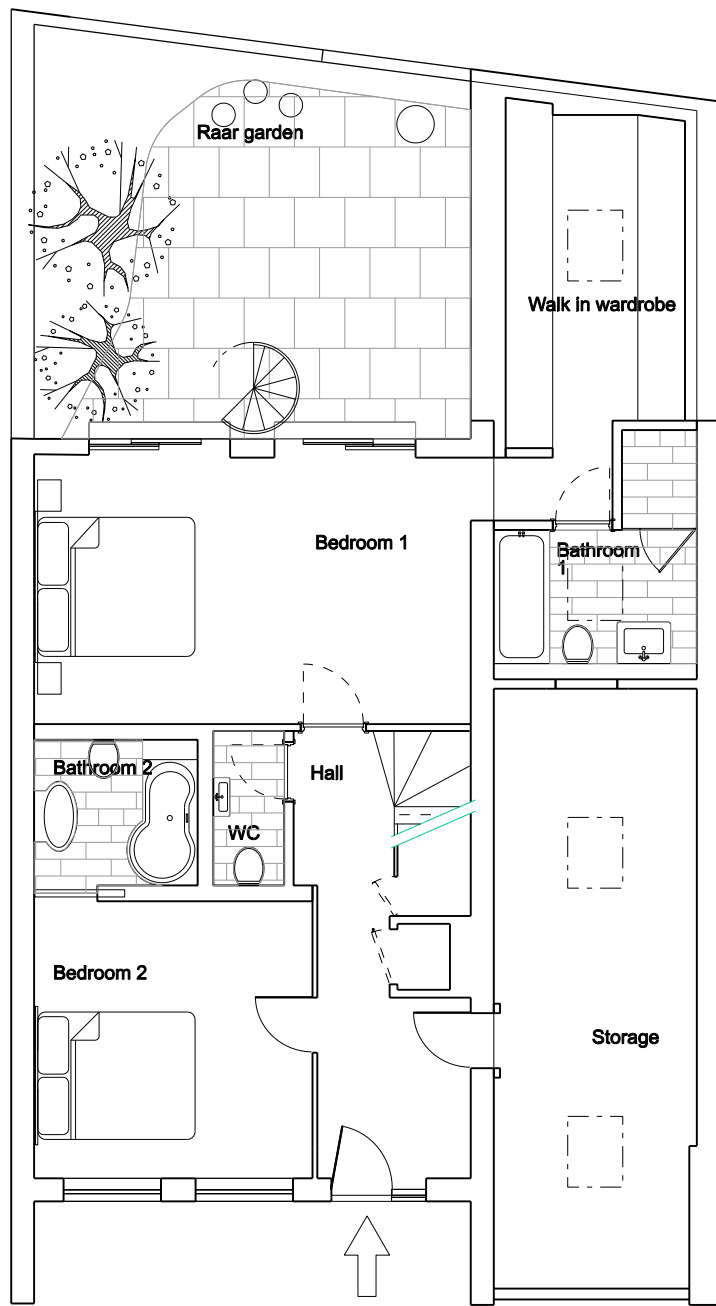 Raar garden
Walk in wardrobe
Bedroom 1
Bathroom
1
Bathroom 2
Hall
WC
Bedroom 2
Storage